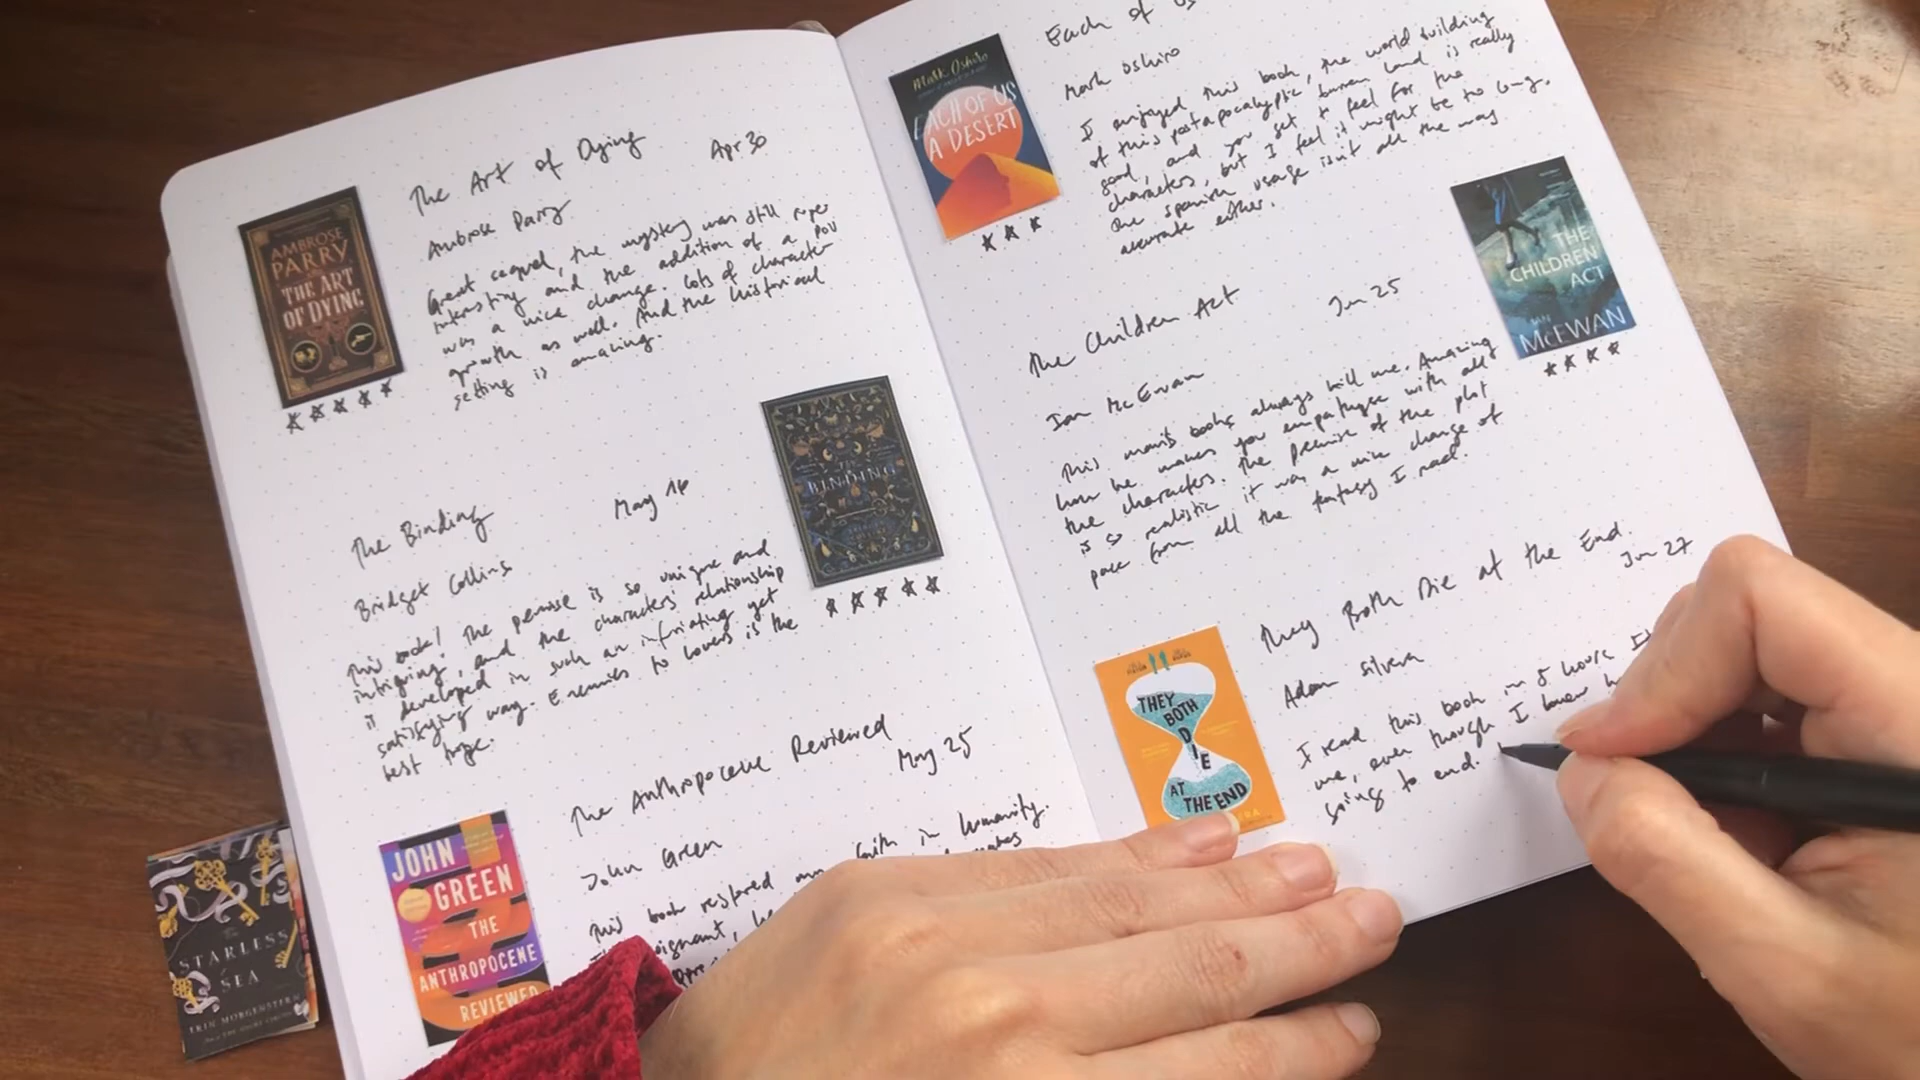 The Art of Dying
Apr 30
Ambrose Parry
Great sequel, the mystery was still super
interesting and the addition of a POV
was a nice change. Lots of character
growth as well. And the historical
setting is amazing.
AMBROSE
PARRY
THE ART
OF DYING
The Binding
May 14
Bridget Collins
This book! The premise is so unique and
intriguing, and the characters' relationship
is developed in such an infuriating yet
satisfying way. Enemies to lovers is the
best trope.
THE
BINDING
The Anthropocene Reviewed
May 25
John Green
This book restored my faith in humanity.
poignant,
JOHN
GREEN
THE
ANTHROPOCENE
REVIEWED
THE
STARLESS
SEA
ERIN MORGENSTERN
Each of Us
Mark Oshiro
I enjoyed this book, the world building
of this postapocalyptic burnen land is really
good, and you get to feel for the
characters, but I feel it might be too long.
The spanish usage isn't all the way
accurate either.
Mark Oshiro
EACH OF US
A DESERT
The Children Act
Jun 25
Ian McEwan
This man's books always kill me. Amazing
how he makes you empathyse with all
the characters. The premise of the plot
is so realistic it was a nice change of
pace from all the fantasy I read.
THE
CHILDREN
ACT
IAN
McEWAN
They Both Die at the End.
Jun 27
Adam Silvera
I read this book in 5 hours
me, even though I knew
going to end.
THEY
BOTH
DIE
AT
THE END